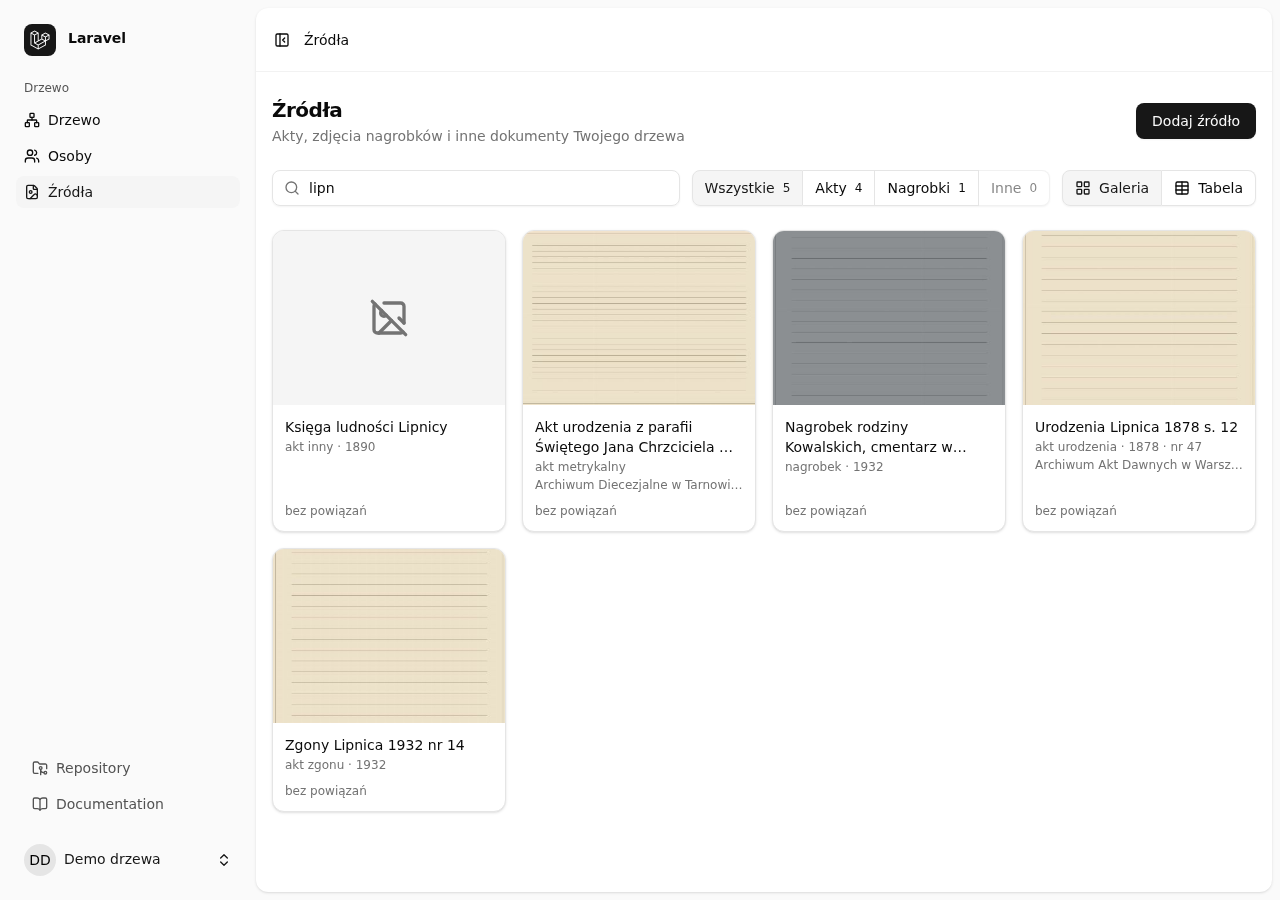 Laravel
Drzewo
Drzewo
Osoby
Źródła
Repository
Documentation
DD Demo drzewa
Źródła
Źródła
Akty, zdjęcia nagrobków i inne dokumenty Twojego drzewa
Dodaj źródło
lipn
Wszystkie 5 Akty 4 Nagrobki 1 Inne 0
Galeria Tabela
Księga ludności Lipnicy
akt inny · 1890
bez powiązań
Akt urodzenia z parafii
Świętego Jana Chrzciciela ...
akt metrykalny
Archiwum Diecezjalne w Tarnowi...
bez powiązań
Nagrobek rodziny
Kowalskich, cmentarz w...
nagrobek · 1932
bez powiązań
Urodzenia Lipnica 1878 s. 12
akt urodzenia · 1878 · nr 47
Archiwum Akt Dawnych w Warsz...
bez powiązań
Zgony Lipnica 1932 nr 14
akt zgonu · 1932
bez powiązań